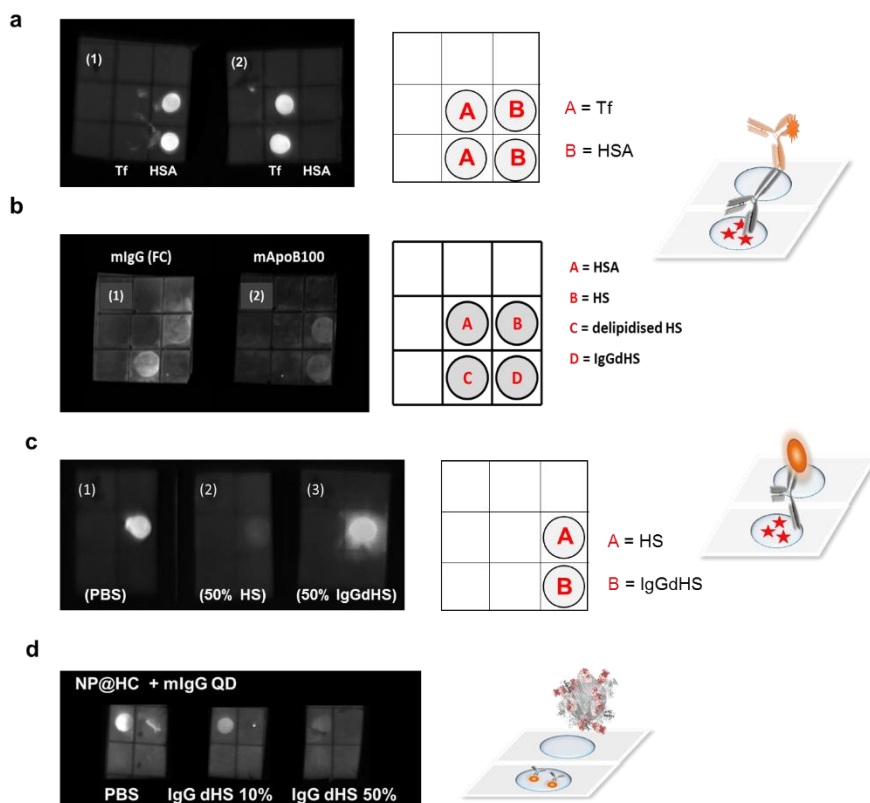 a
(1)
(2)
Tf HSA
Tf HSA
A B
A B
A = Tf
B = HSA
b
mIgG (FC)
mApoB100
(1)
(2)
A B
C D
A = HSA
B = HS
C = delipidised HS
D = IgGdHS
c
(1)
(2)
(3)
(PBS)
(50% HS)
(50% IgGdHS)
A
B
A = HS
B = IgGdHS
d
NP@HC + mIgG QD
PBS
IgG dHS 10%
IgG dHS 50%